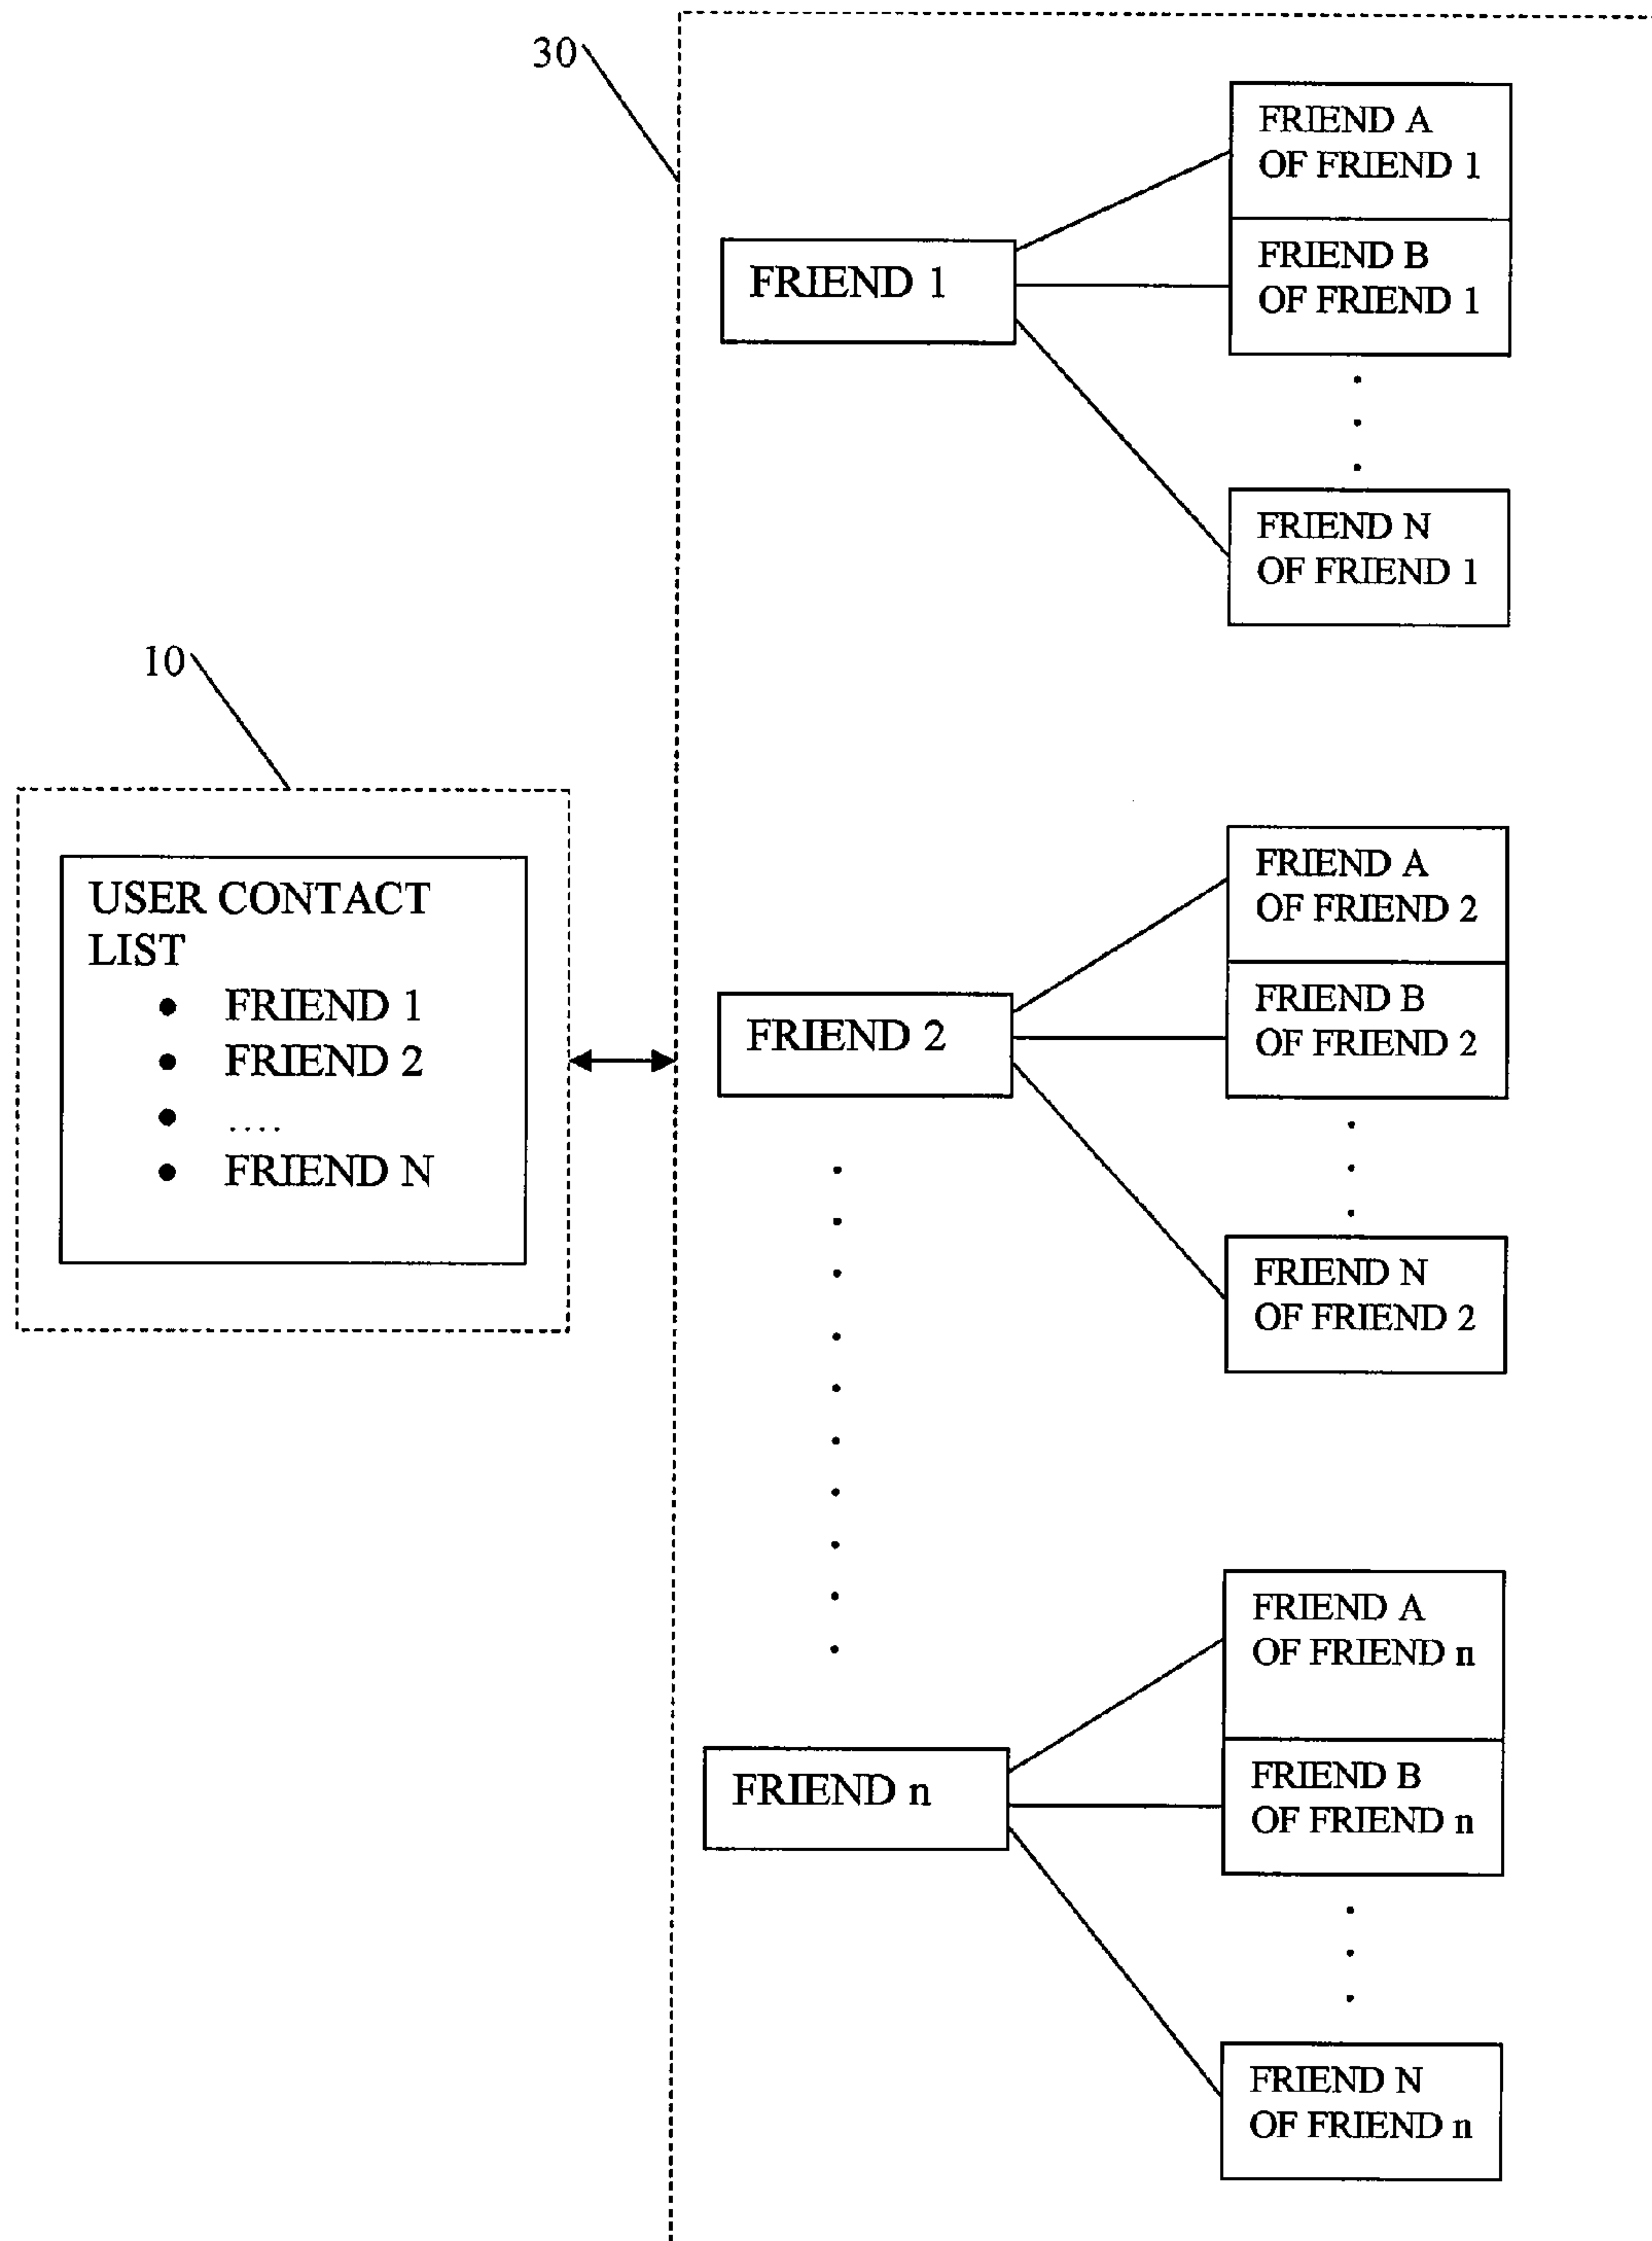 30
FRIEND A
OF FRIEND 1
FRIEND 1
FRIEND B
OF FRIEND 1
FRIEND N
OF FRIEND 1
10
USER CONTACT
LIST
• FRIEND 1
• FRIEND 2
• ....
• FRIEND N
FRIEND A
OF FRIEND 2
FRIEND 2
FRIEND B
OF FRIEND 2
FRIEND N
OF FRIEND 2
FRIEND A
OF FRIEND n
FRIEND n
FRIEND B
OF FRIEND n
FRIEND N
OF FRIEND n